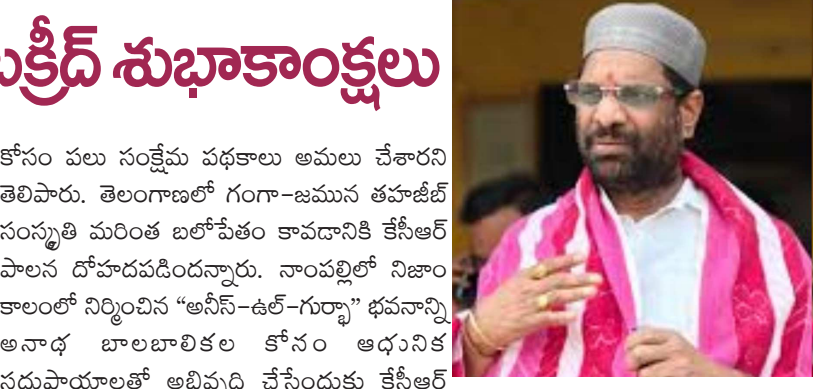 బక్రీద్ శుభాకాంక్షలు
కోసం పలు సంక్షేమ పథకాలు అమలు చేశారని
తెలిపారు. తెలంగాణలో గంగా-జమున తహజీబ్
సంస్కృతి మరింత బలోపేతం కావడానికి కేసీఆర్
పాలన దోహదపడిందన్నారు. నాంపల్లిలో నిజాం
కాలంలో నిర్మించిన “అనీస్-ఉల్-గుర్భా” భవనాన్ని
అనాథ బాలబాలికల కోసం ఆధునిక
సదుపాయాలతో అభివృద్ధి చేసేందుకు కేసీఆర్